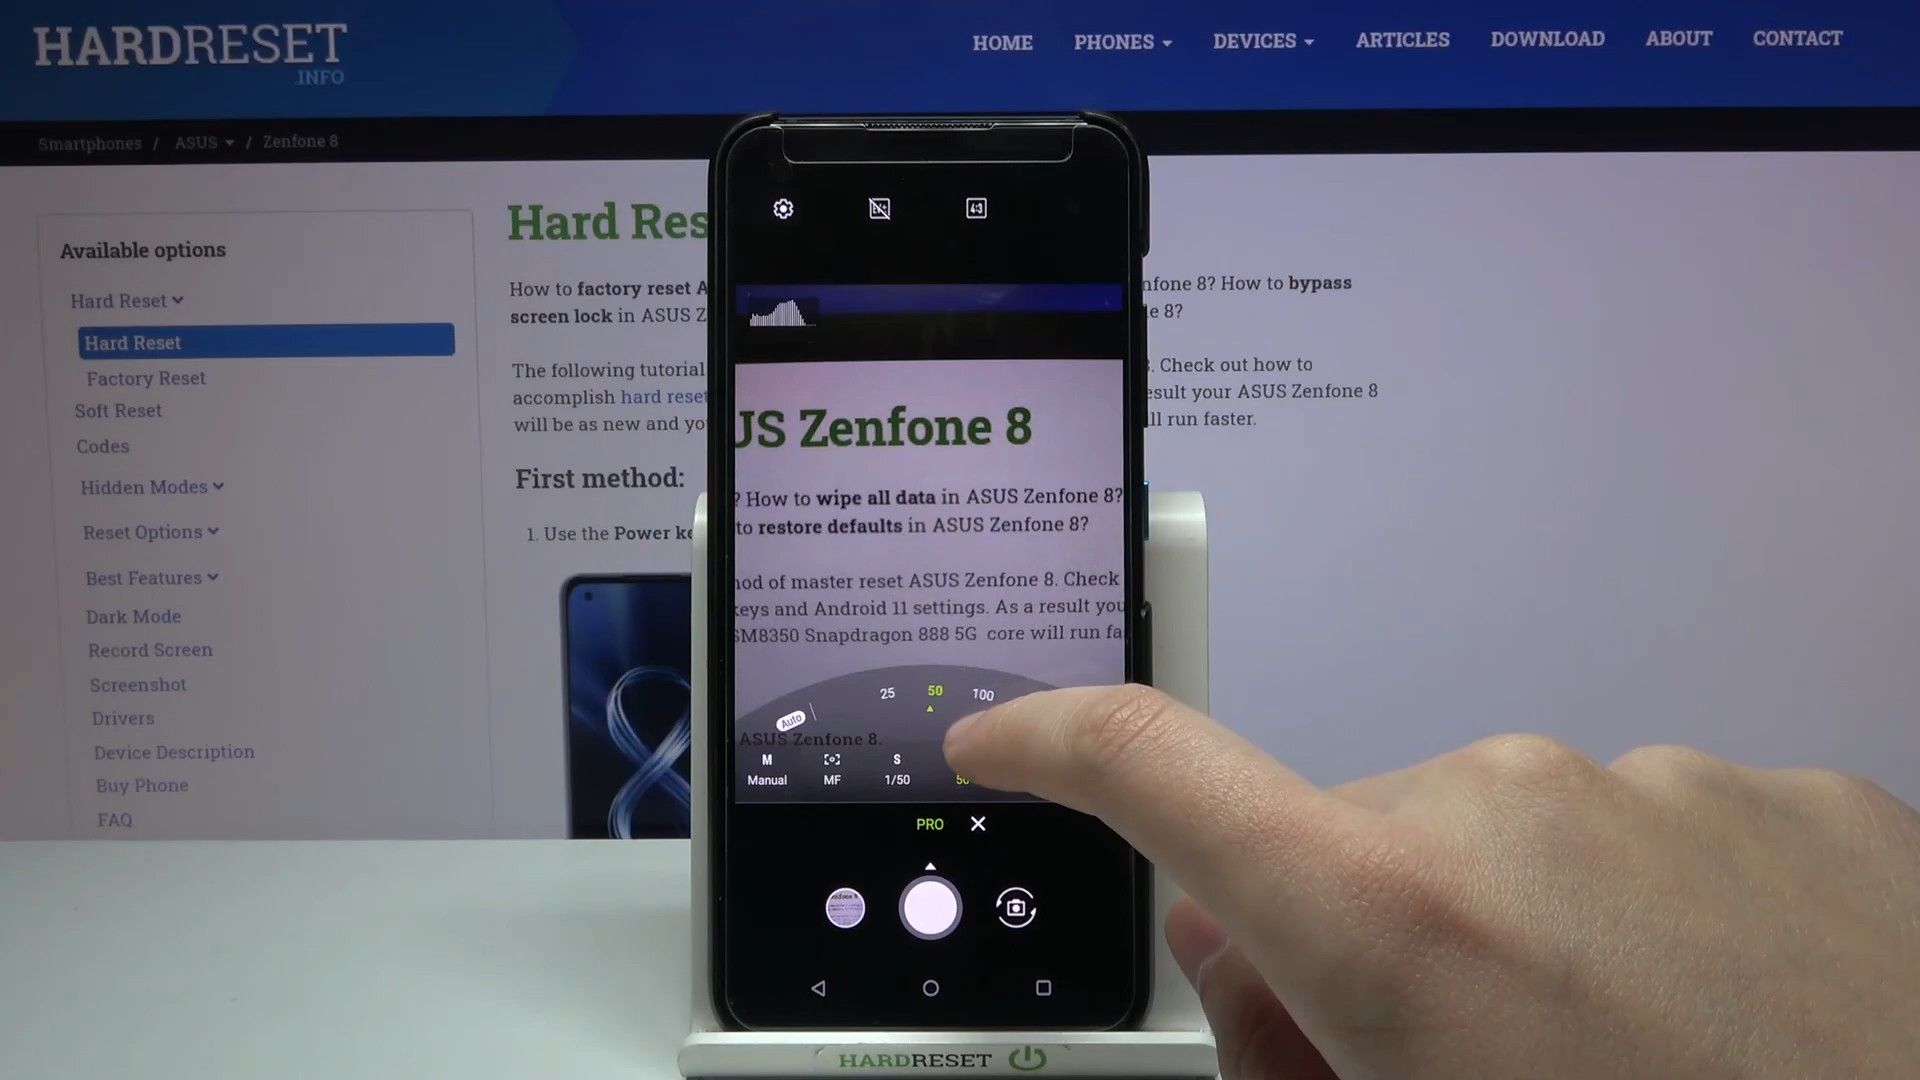 HARDRESET
.INFO
HOME PHONES DEVICES ARTICLES DOWNLOAD ABOUT CONTACT
Smartphones / ASUS / Zenfone 8
Available options
Hard Reset
Hard Reset
Factory Reset
Soft Reset
Codes
Hidden Modes
Reset Options
Best Features
Dark Mode
Record Screen
Screenshot
Drivers
Device Description
Buy Phone
FAQ
Hard Res
How to factory reset A
screen lock in ASUS Z
The following tutorial
accomplish hard reset
will be as new and yo
First method:
1. Use the Power ke
nfone 8? How to bypass
e 8?
. Check out how to
esult your ASUS Zenfone 8
ll run faster.
4:3
US Zenfone 8
? How to wipe all data in ASUS Zenfone 8?
to restore defaults in ASUS Zenfone 8?
hod of master reset ASUS Zenfone 8. Check
keys and Android 11 settings. As a result you
SM8350 Snapdragon 888 5G core will run fa
25 50 100
Auto
ASUS Zenfone 8.
M S
Manual MF 1/50 50
PRO
HARDRESET